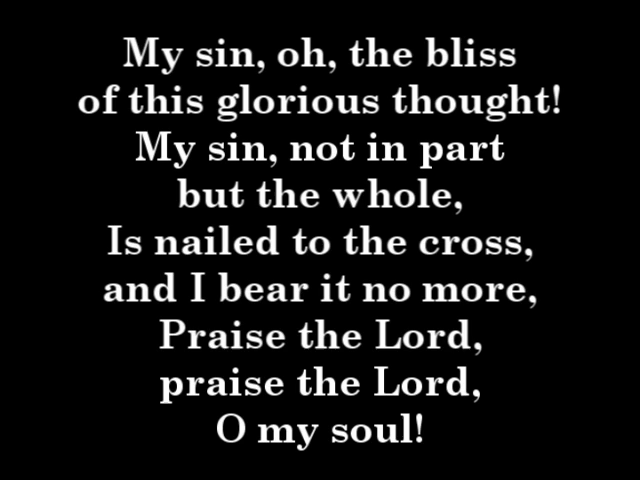 My sin, oh, the bliss
of this glorious thought!
My sin, not in part
but the whole,
Is nailed to the cross,
and I bear it no more,
Praise the Lord,
praise the Lord,
O my soul!